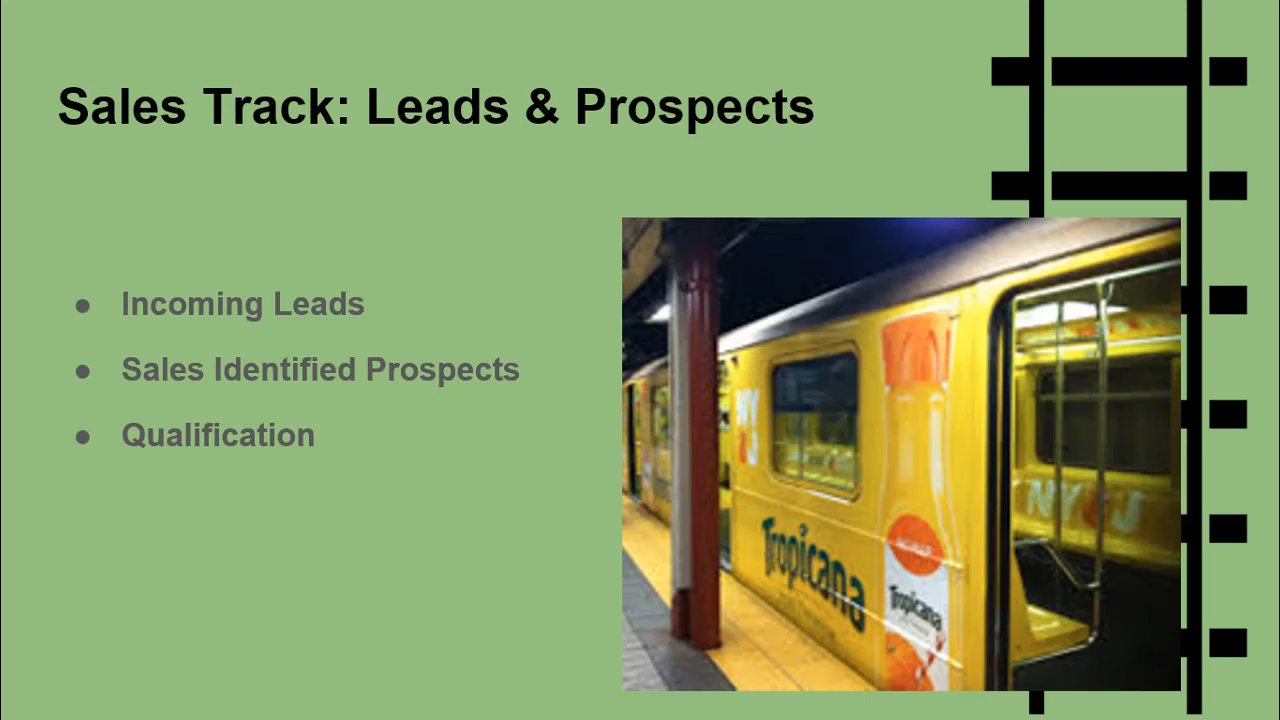 Sales Track: Leads & Prospects
● Incoming Leads
● Sales Identified Prospects
● Qualification
NY
Tropicana
Tropicana
NY J